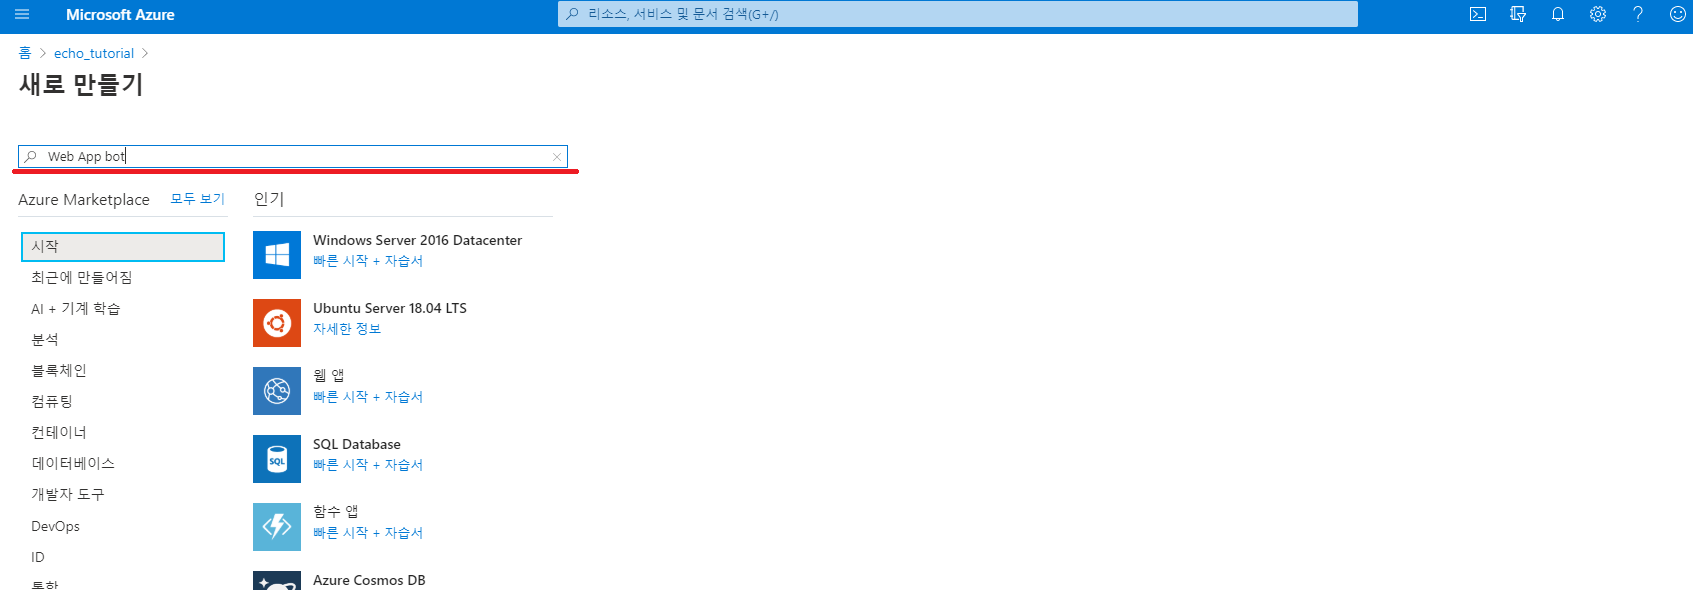 Microsoft Azure
리소스, 서비스 및 문서 검색(G+/)
홈 > echo_tutorial >
새로 만들기
Web App bot
Azure Marketplace 모두 보기
시작
최근에 만들어짐
AI + 기계 학습
분석
블록체인
컴퓨팅
컨테이너
데이터베이스
개발자 도구
DevOps
ID
통합
인기
Windows Server 2016 Datacenter
빠른 시작 + 자습서
Ubuntu Server 18.04 LTS
자세한 정보
웹 앱
빠른 시작 + 자습서
SQL
SQL Database
빠른 시작 + 자습서
함수 앱
빠른 시작 + 자습서
Azure Cosmos DB